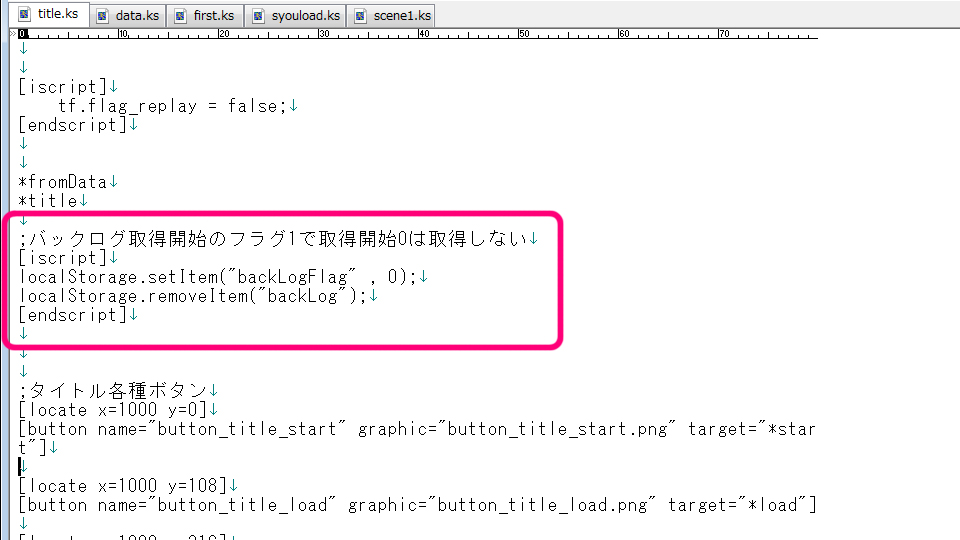 title.ks data.ks first.ks syouload.ks scene1.ks
0 10 20 30 40 50 60 70
↓
↓
[iscript]↓
tf.flag_replay = false;↓
[endscript]↓
↓
↓
*fromData↓
*title↓
↓
;バックログ取得開始のフラグ1で取得開始0は取得しない↓
[iscript]↓
localStorage.setItem("backLogFlag" , 0);↓
localStorage.removeItem("backLog");↓
[endscript]↓
↓
↓
↓
;タイトル各種ボタン↓
[locate x=1000 y=0]↓
[button name="button_title_start" graphic="button_title_start.png" target="*star
t"]↓
↓
[locate x=1000 y=108]↓
[button name="button_title_load" graphic="button_title_load.png" target="*load"]
↓